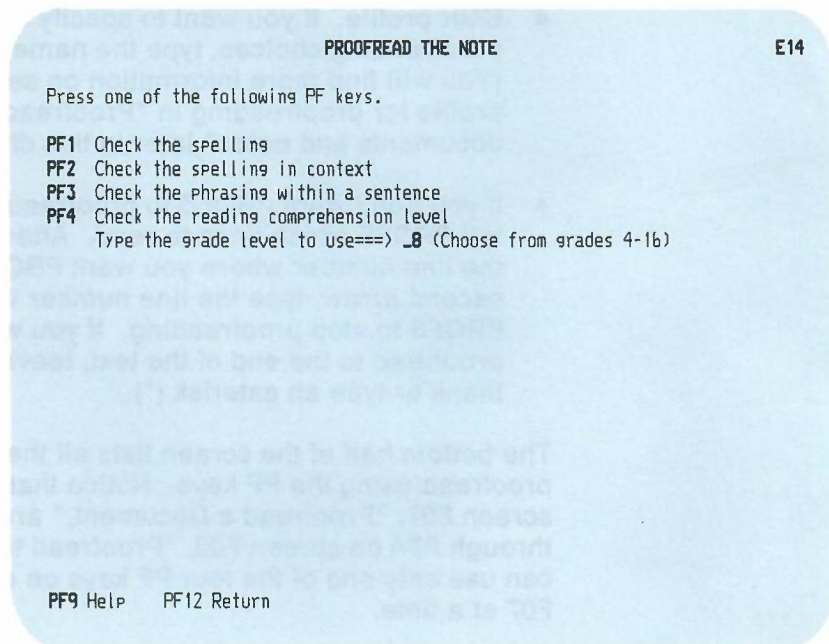 PROOFREAD THE NOTE E14
Press one of the following PF keys.
PF1 Check the spelling
PF2 Check the spelling in context
PF3 Check the phrasing within a sentence
PF4 Check the reading comprehension level
Type the grade level to use===> _8 (Choose from grades 4-16)
PF9 Help PF12 Return